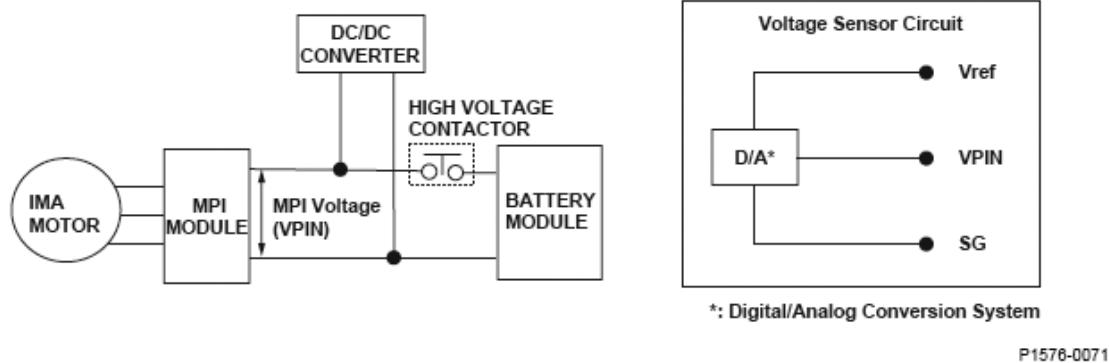 DC/DC
CONVERTER
HIGH VOLTAGE
CONTACTOR
IMA
MOTOR
MPI
MODULE
MPI Voltage
(VPIN)
BATTERY
MODULE
Voltage Sensor Circuit
Vref
D/A*
VPIN
SG
*: Digital/Analog Conversion System
P1576-0071